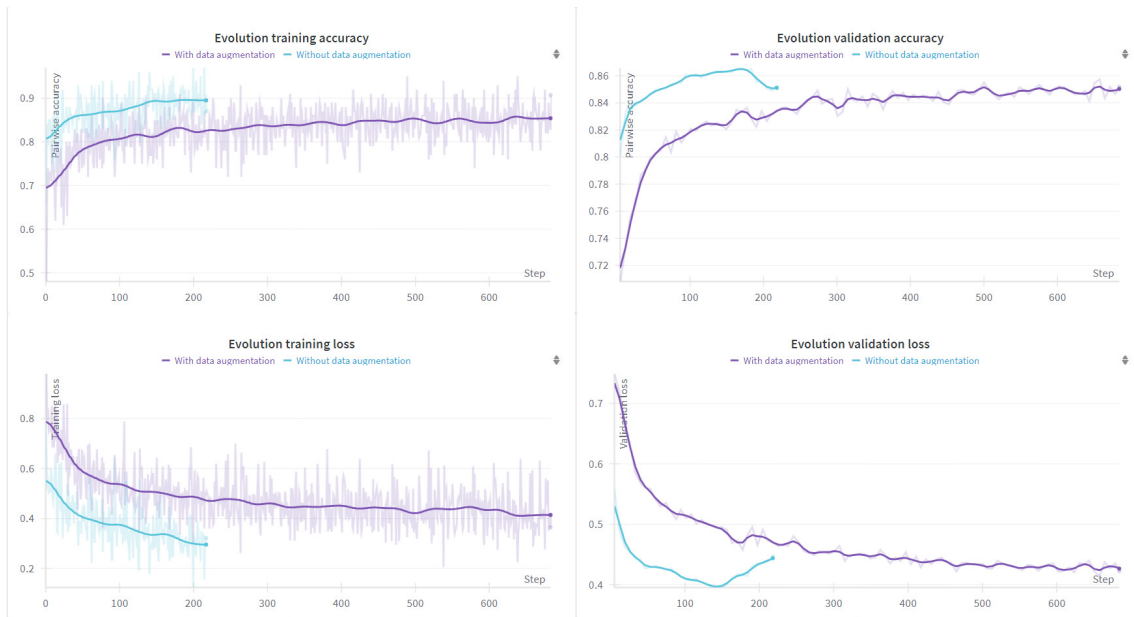 Evolution training accuracy
With data augmentation Without data augmentation
Pairwise accuracy
0.9
0.8
0.7
0.6
0.5
Step
0 100 200 300 400 500 600
Evolution validation accuracy
With data augmentation Without data augmentation
Pairwise accuracy
0.86
0.84
0.82
0.8
0.78
0.76
0.74
0.72
Step
100 200 300 400 500 600
Evolution training loss
With data augmentation Without data augmentation
Training loss
0.8
0.6
0.4
0.2
Step
0 100 200 300 400 500 600
Evolution validation loss
With data augmentation Without data augmentation
Validation loss
0.7
0.6
0.5
0.4
Step
100 200 300 400 500 600